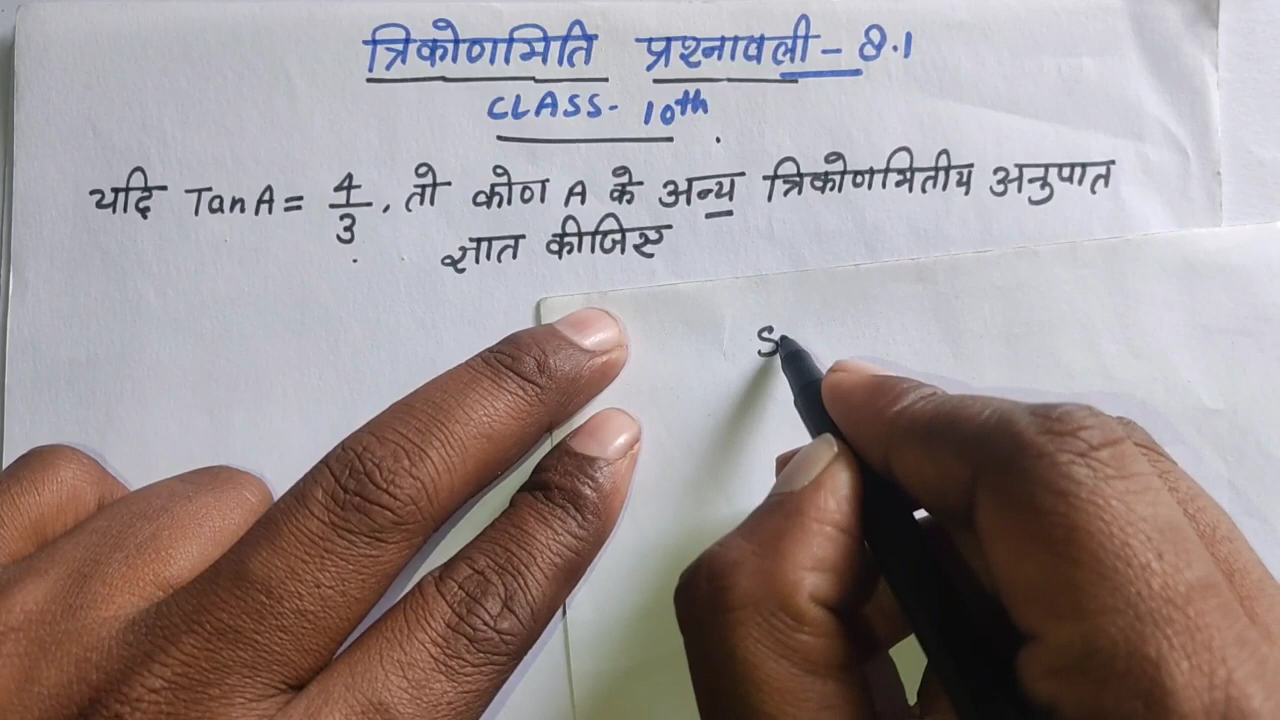 त्रिकोणमिति प्रश्नावली - 8.1
CLASS- 10th
यदि TanA = 4/3, तो कोण A के अन्य त्रिकोणमितीय अनुपात
ज्ञात कीजिए
S